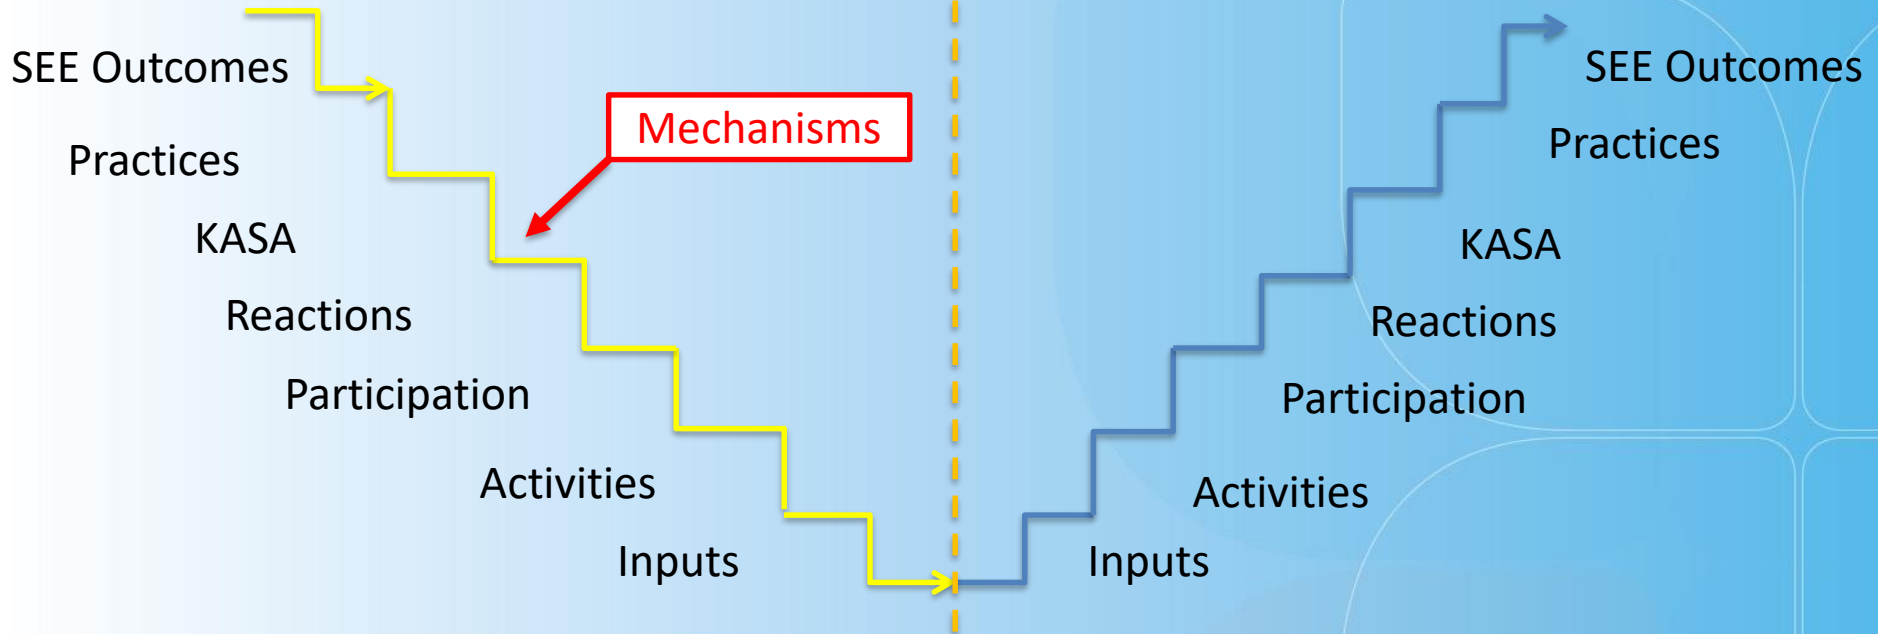 SEE Outcomes
Practices
KASA
Reactions
Participation
Activities
Inputs
Mechanisms
SEE Outcomes
Practices
KASA
Reactions
Participation
Activities
Inputs